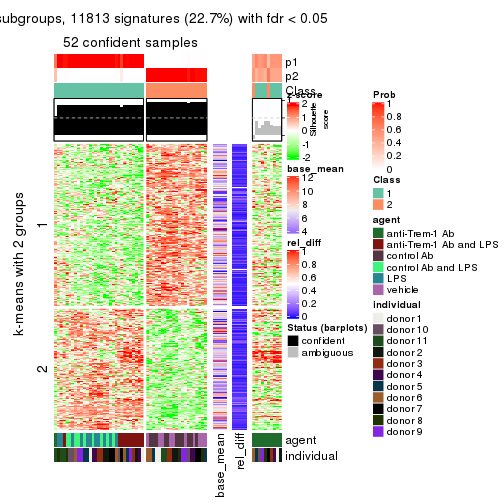 subgroups, 11813 signatures (22.7%) with fdr < 0.05
52 confident samples
p1
p2
Class
Silhouette score
1
2
k-means with 2 groups
agent
individual
base_mean
rel_diff
z-score
2
1
0
-1
-2
base_mean
12
10
8
6
4
rel_diff
1
0.8
0.6
0.4
0.2
0
Status (barplots)
confident
ambiguous
Prob
1
0.8
0.6
0.4
0.2
0
Class
1
2
agent
anti-Trem-1 Ab
anti-Trem-1 Ab and LPS
control Ab
control Ab and LPS
LPS
vehicle
individual
donor 1
donor 10
donor 11
donor 2
donor 3
donor 4
donor 5
donor 6
donor 7
donor 8
donor 9